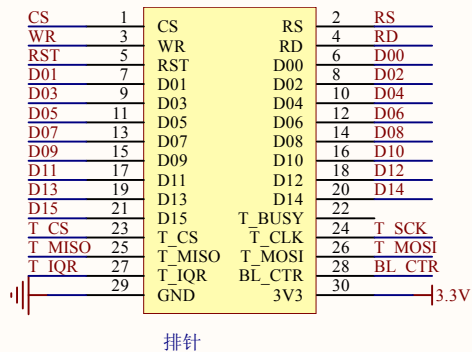 CS 1 CS RS 2 RS
WR 3 WR RD 4 RD
RST 5 RST D00 6 D00
D01 7 D01 D02 8 D02
D03 9 D03 D04 10 D04
D05 11 D05 D06 12 D06
D07 13 D07 D08 14 D08
D09 15 D09 D10 16 D10
D11 17 D11 D12 18 D12
D13 19 D13 D14 20 D14
D15 21 D15 T_BUSY 22
T_CS 23 T_CS T_CLK 24 T_SCK
T_MISO 25 T_MISO T_MOSI 26 T_MOSI
T_IQR 27 T_IQR BL_CTR 28 BL_CTR
29 GND 3V3 30 3.3V
排针